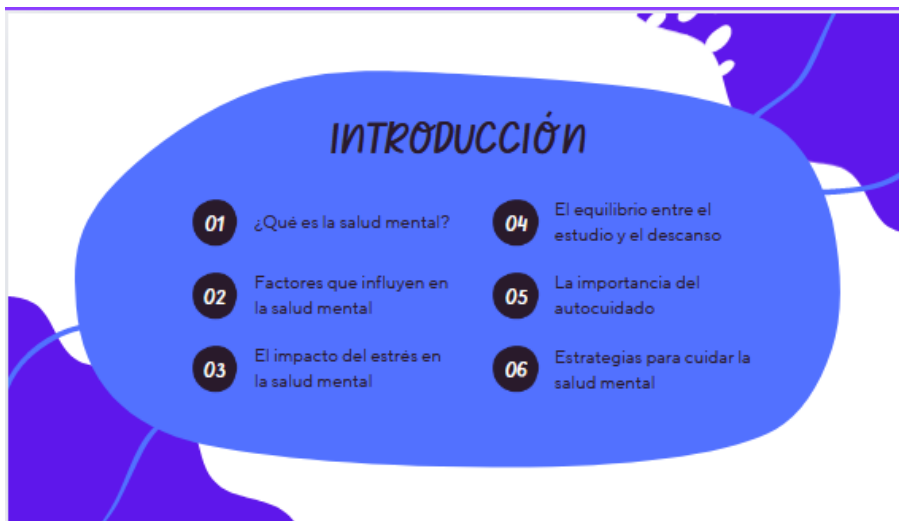 INTRODUCCIÓN
01
¿Qué es la salud mental?
02
Factores que influyen en
la salud mental
03
El impacto del estrés en
la salud mental
04
El equilibrio entre el
estudio y el descanso
05
La importancia del
autocuidado
06
Estrategias para cuidar la
salud mental